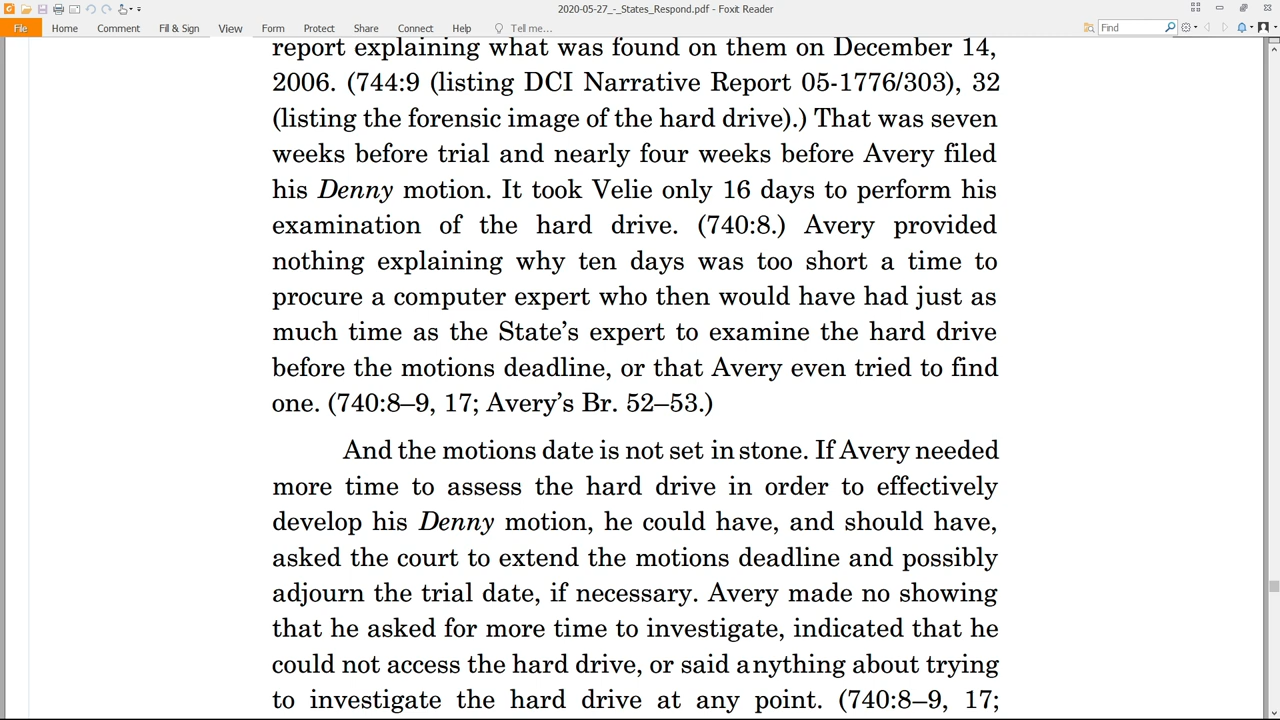 2020-05-27_-_States_Respond.pdf - Foxit Reader
File Home Comment Fill & Sign View Form Protect Share Connect Help Tell me... Find
report explaining what was found on them on December 14,
2006. (744:9 (listing DCI Narrative Report 05-1776/303), 32
(listing the forensic image of the hard drive).) That was seven
weeks before trial and nearly four weeks before Avery filed
his Denny motion. It took Velie only 16 days to perform his
examination of the hard drive. (740:8.) Avery provided
nothing explaining why ten days was too short a time to
procure a computer expert who then would have had just as
much time as the State’s expert to examine the hard drive
before the motions deadline, or that Avery even tried to find
one. (740:8–9, 17; Avery’s Br. 52–53.)
And the motions date is not set in stone. If Avery needed
more time to assess the hard drive in order to effectively
develop his Denny motion, he could have, and should have,
asked the court to extend the motions deadline and possibly
adjourn the trial date, if necessary. Avery made no showing
that he asked for more time to investigate, indicated that he
could not access the hard drive, or said anything about trying
to investigate the hard drive at any point. (740:8–9, 17;